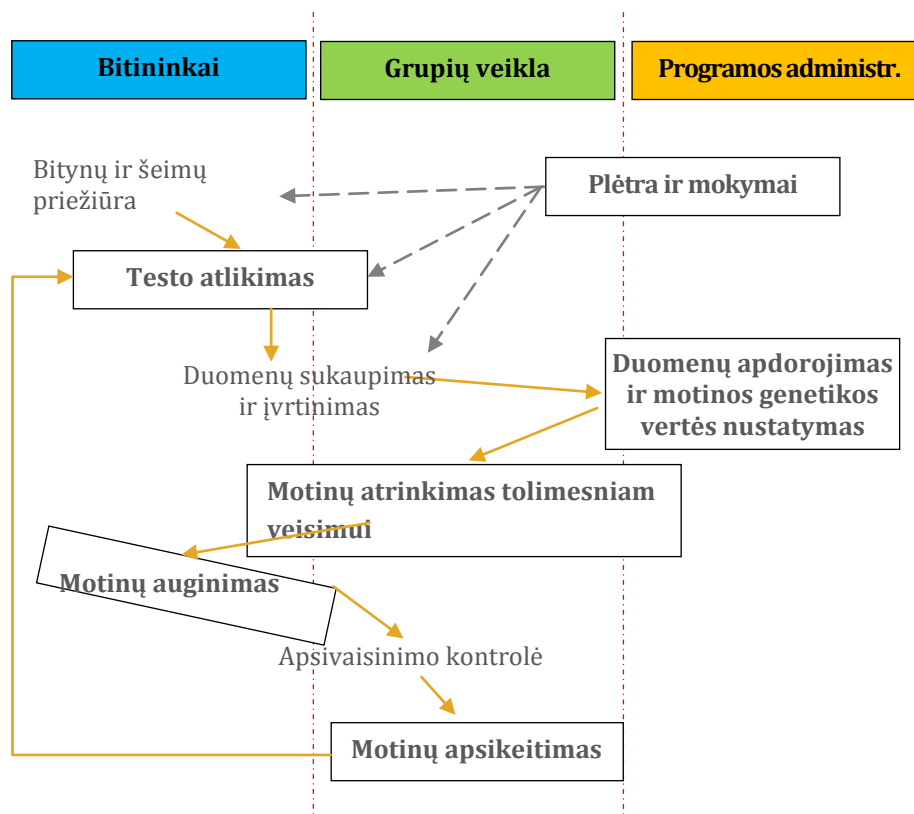 Bitininkai
Grupių veikla
Programos administr.
Bitynų ir šeimų
priežiūra
Plėtra ir mokymai
Testo atlikimas
Duomenų sukaupimas
ir įvrtinimas
Duomenų apdorojimas
ir motinos genetikos
vertės nustatymas
Motinų atrinkimas tolimesniam
veisimui
Motinų auginimas
Apsivaisinimo kontrolė
Motinų apsikeitimas